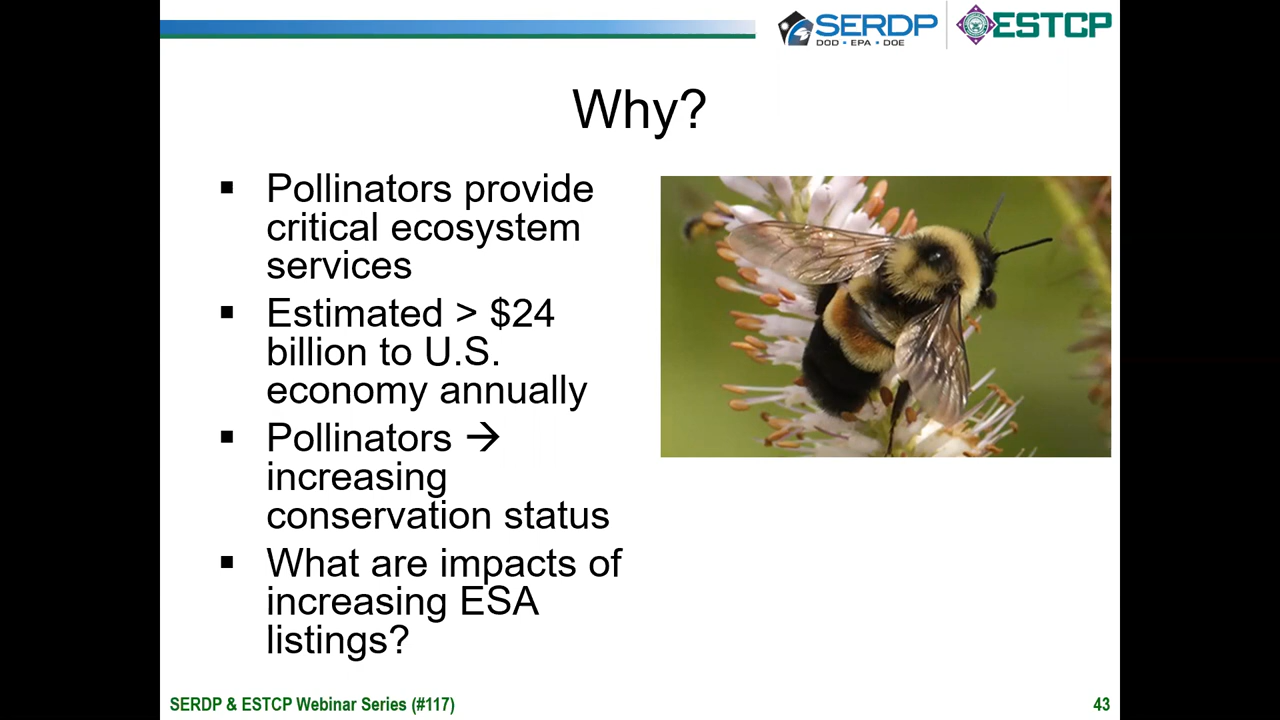 SERDP
DOD • EPA • DOE
ESTCP
Why?
▪ Pollinators provide
critical ecosystem
services
▪ Estimated > $24
billion to U.S.
economy annually
▪ Pollinators →
increasing
conservation status
▪ What are impacts of
increasing ESA
listings?
SERDP & ESTCP Webinar Series (#117)
43